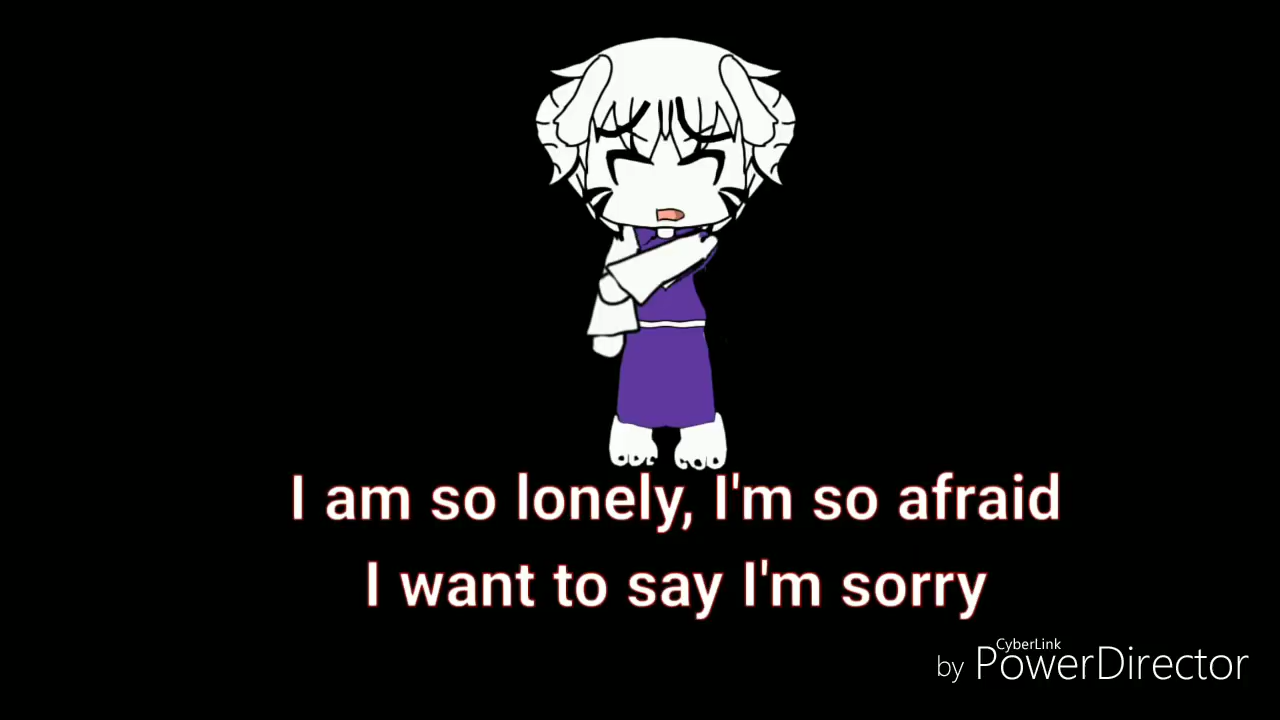 I am so lonely, I'm so afraid
I want to say I'm sorry
CyberLink
by PowerDirector